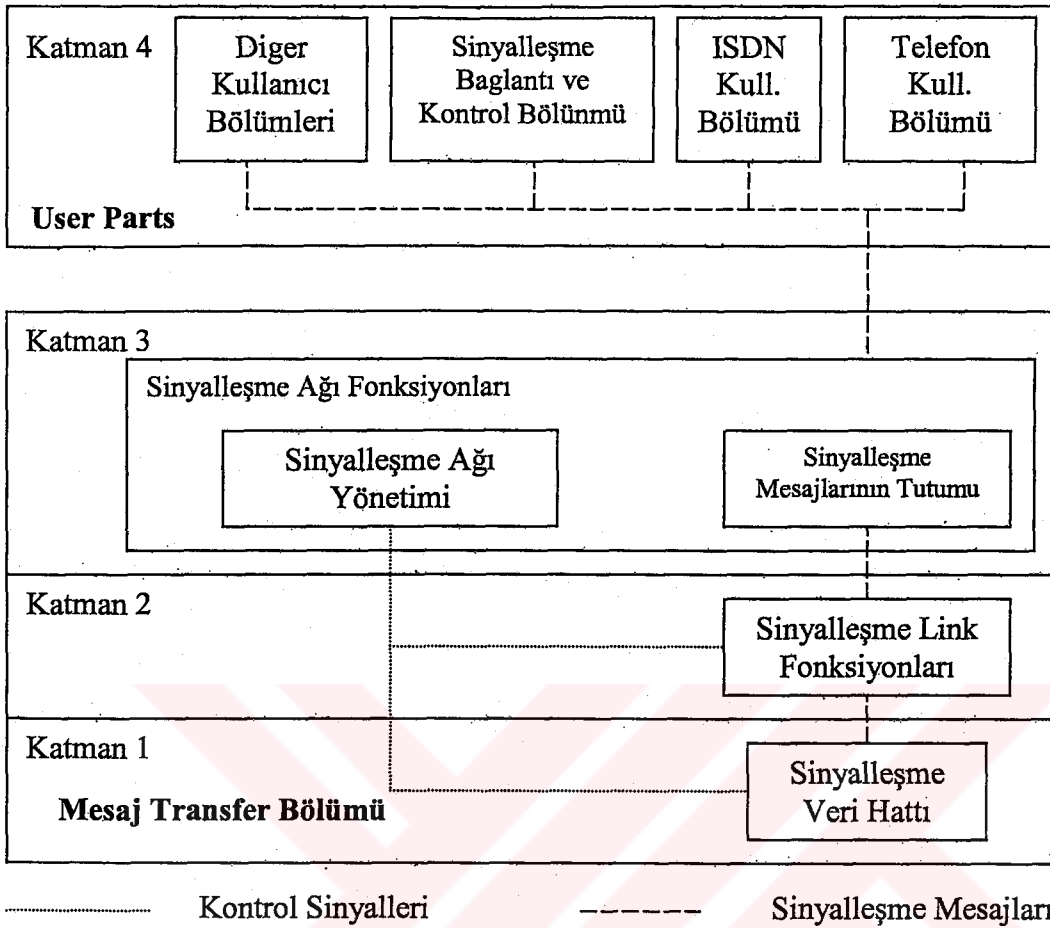 Katman 4
Diger
Kullanıcı
Bölümleri
Sinyalleşme
Baglantı ve
Kontrol Bölünmü
ISDN
Kull.
Bölümü
Telefon
Kull.
Bölümü
User Parts
Katman 3
Sinyalleşme Ağı Fonksiyonları
Sinyalleşme Ağı
Yönetimi
Sinyalleşme
Mesajlarının Tutumu
Katman 2
Sinyalleşme Link
Fonksiyonları
Katman 1
Sinyalleşme
Veri Hattı
Mesaj Transfer Bölümü
Kontrol Sinyalleri
Sinyalleşme Mesajları